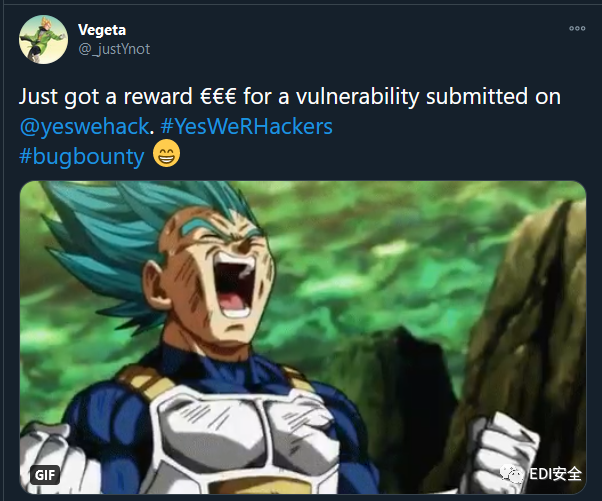 Vegeta
@_justYnot
Just got a reward €€€ for a vulnerability submitted on
@yeswehack. #YesWeRHackers
#bugbounty 😁
GIF
EDI安全